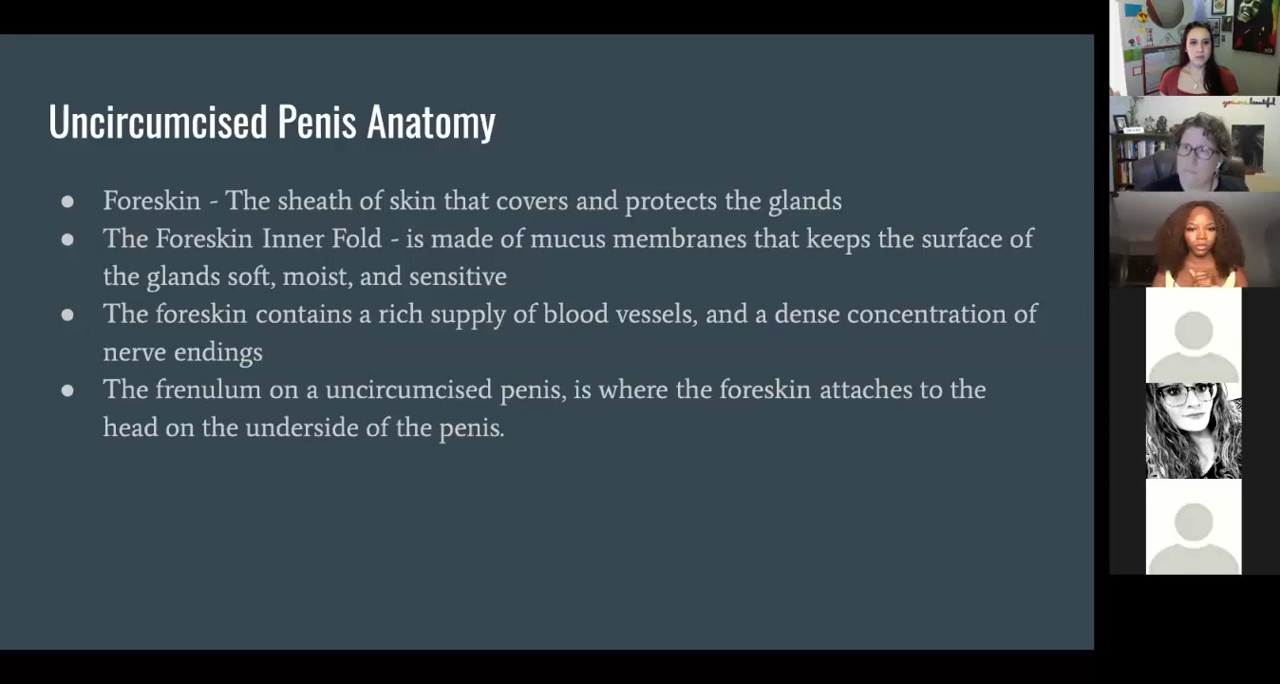 Uncircumcised Penis Anatomy
● Foreskin - The sheath of skin that covers and protects the glands
● The Foreskin Inner Fold - is made of mucus membranes that keeps the surface of
the glands soft, moist, and sensitive
● The foreskin contains a rich supply of blood vessels, and a dense concentration of
nerve endings
● The frenulum on a uncircumcised penis, is where the foreskin attaches to the
head on the underside of the penis.